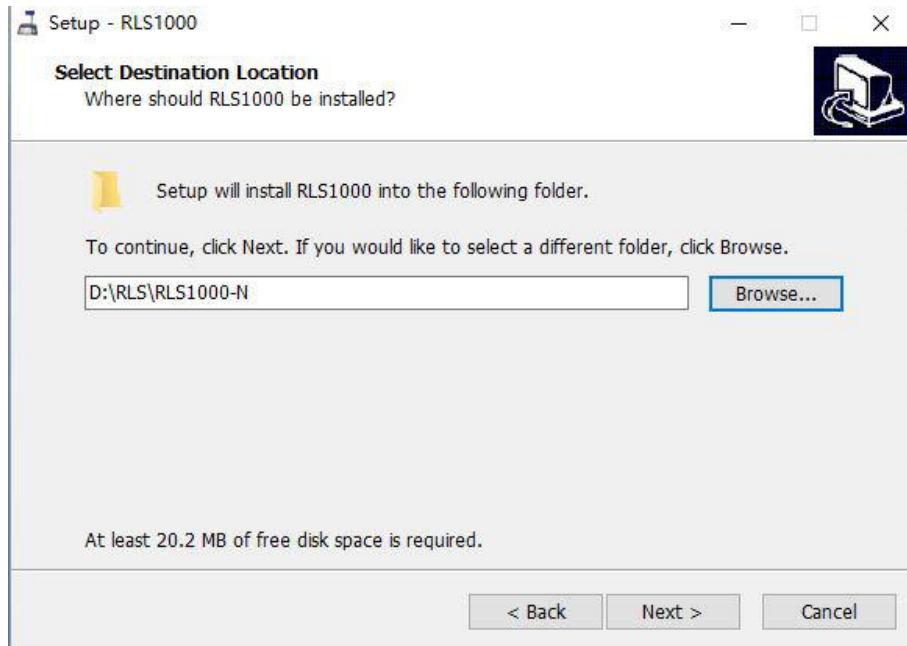 Setup - RLS1000
Select Destination Location
Where should RLS1000 be installed?
Setup will install RLS1000 into the following folder.
To continue, click Next. If you would like to select a different folder, click Browse.
D:\RLS\RLS1000-N
Browse...
At least 20.2 MB of free disk space is required.
< Back
Next >
Cancel